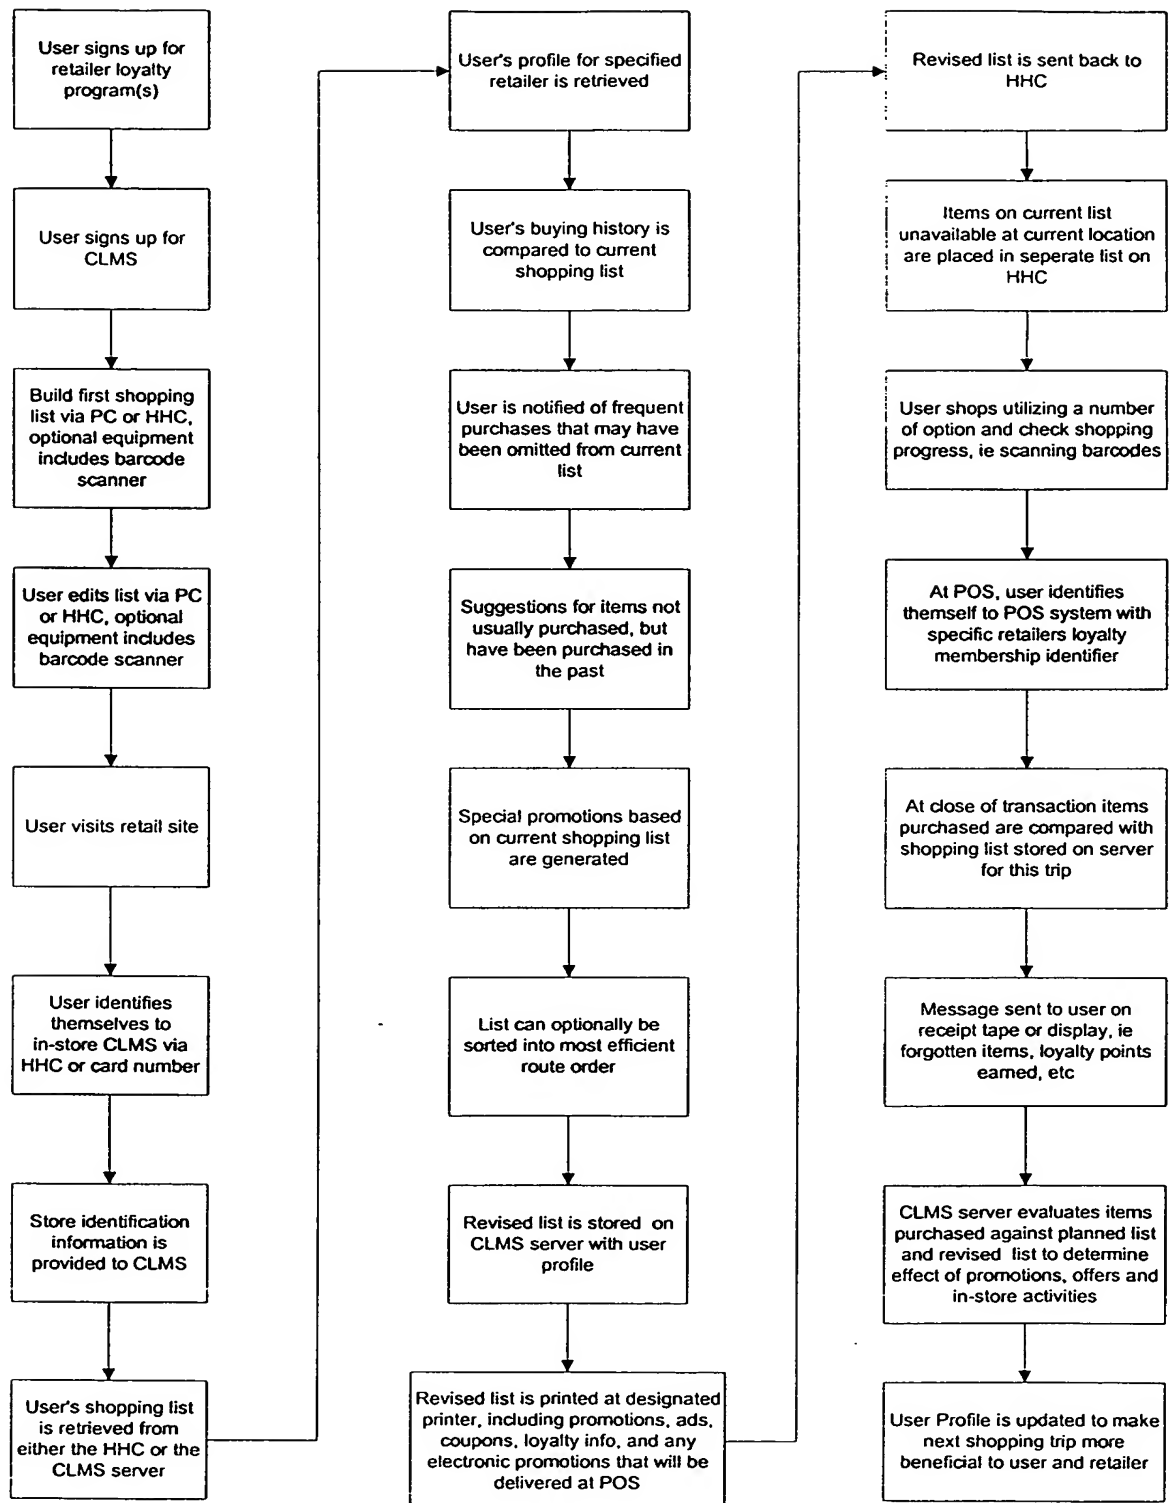 User signs up for
retailer loyalty
program(s)
User signs up for
CLMS
Build first shopping
list via PC or HHC,
optional equipment
includes barcode
scanner
User edits list via PC
or HHC, optional
equipment includes
barcode scanner
User visits retail site
User identifies
themselves to
in-store CLMS via
HHC or card number
Store identification
information is
provided to CLMS
User's shopping list
is retrieved from
either the HHC or the
CLMS server
User's profile for specified
retailer is retrieved
User's buying history is
compared to current
shopping list
User is notified of frequent
purchases that may have
been omitted from current
list
Suggestions for items not
usually purchased, but
have been purchased in
the past
Special promotions based
on current shopping list
are generated
List can optionally be
sorted into most efficient
route order
Revised list is stored on
CLMS server with user
profile
Revised list is printed at designated
printer, including promotions, ads,
coupons, loyalty info, and any
electronic promotions that will be
delivered at POS
Revised list is sent back to
HHC
Items on current list
unavailable at current location
are placed in seperate list on
HHC
User shops utilizing a number
of option and check shopping
progress, ie scanning barcodes
At POS, user identifies
themself to POS system with
specific retailers loyalty
membership identifier
At close of transaction items
purchased are compared with
shopping list stored on server
for this trip
Message sent to user on
receipt tape or display, ie
forgotten items, loyalty points
earned, etc
CLMS server evaluates items
purchased against planned list
and revised list to determine
effect of promotions, offers and
in-store activities
User Profile is updated to make
next shopping trip more
beneficial to user and retailer